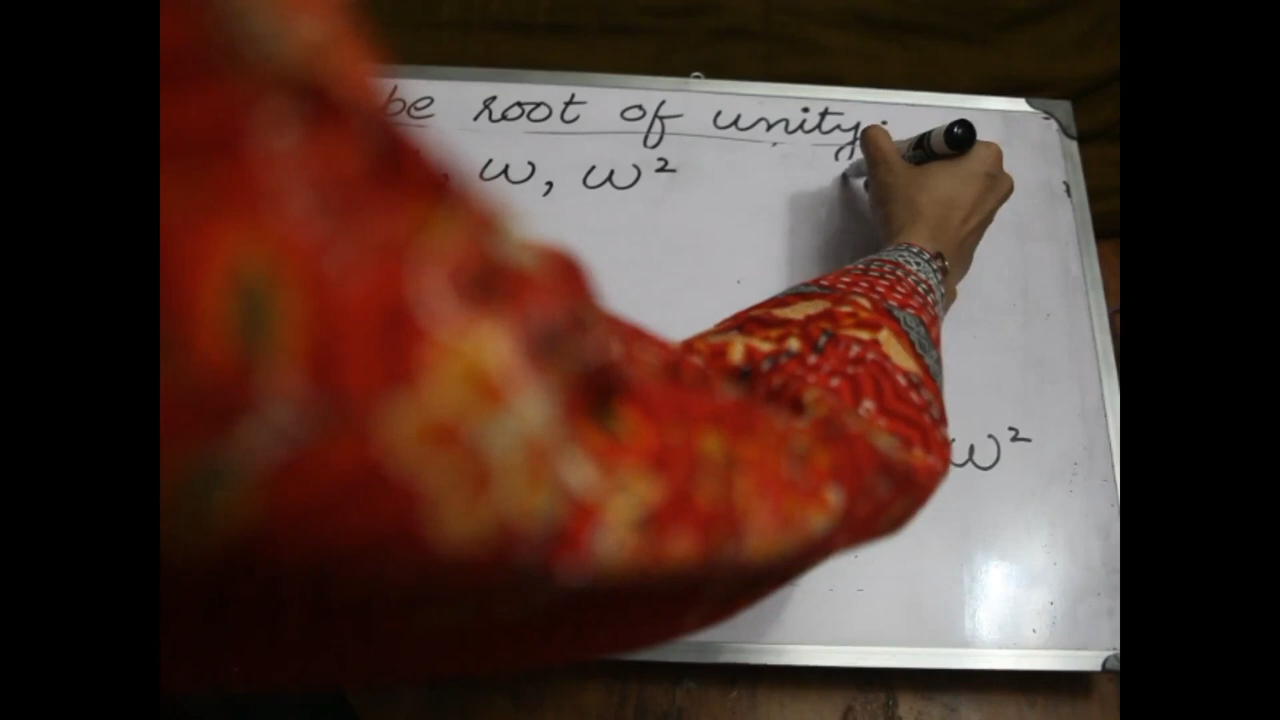 be root of unity:
, ω, ω²
ω²